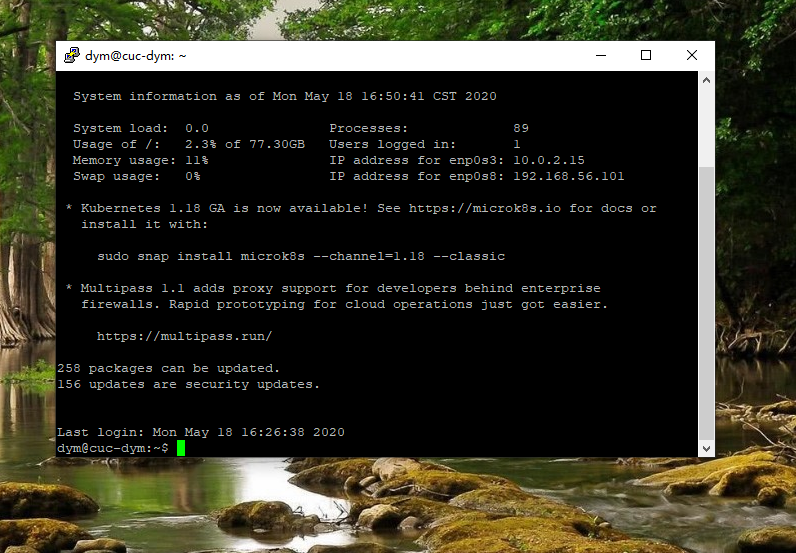 dym@cuc-dym: ~
System information as of Mon May 18 16:50:41 CST 2020
System load: 0.0 Processes: 89
Usage of /: 2.3% of 77.30GB Users logged in: 1
Memory usage: 11% IP address for enp0s3: 10.0.2.15
Swap usage: 0% IP address for enp0s8: 192.168.56.101
* Kubernetes 1.18 GA is now available! See https://microk8s.io for docs or
install it with:
sudo snap install microk8s --channel=1.18 --classic
* Multipass 1.1 adds proxy support for developers behind enterprise
firewalls. Rapid prototyping for cloud operations just got easier.
https://multipass.run/
258 packages can be updated.
156 updates are security updates.
Last login: Mon May 18 16:26:38 2020
dym@cuc-dym:~$